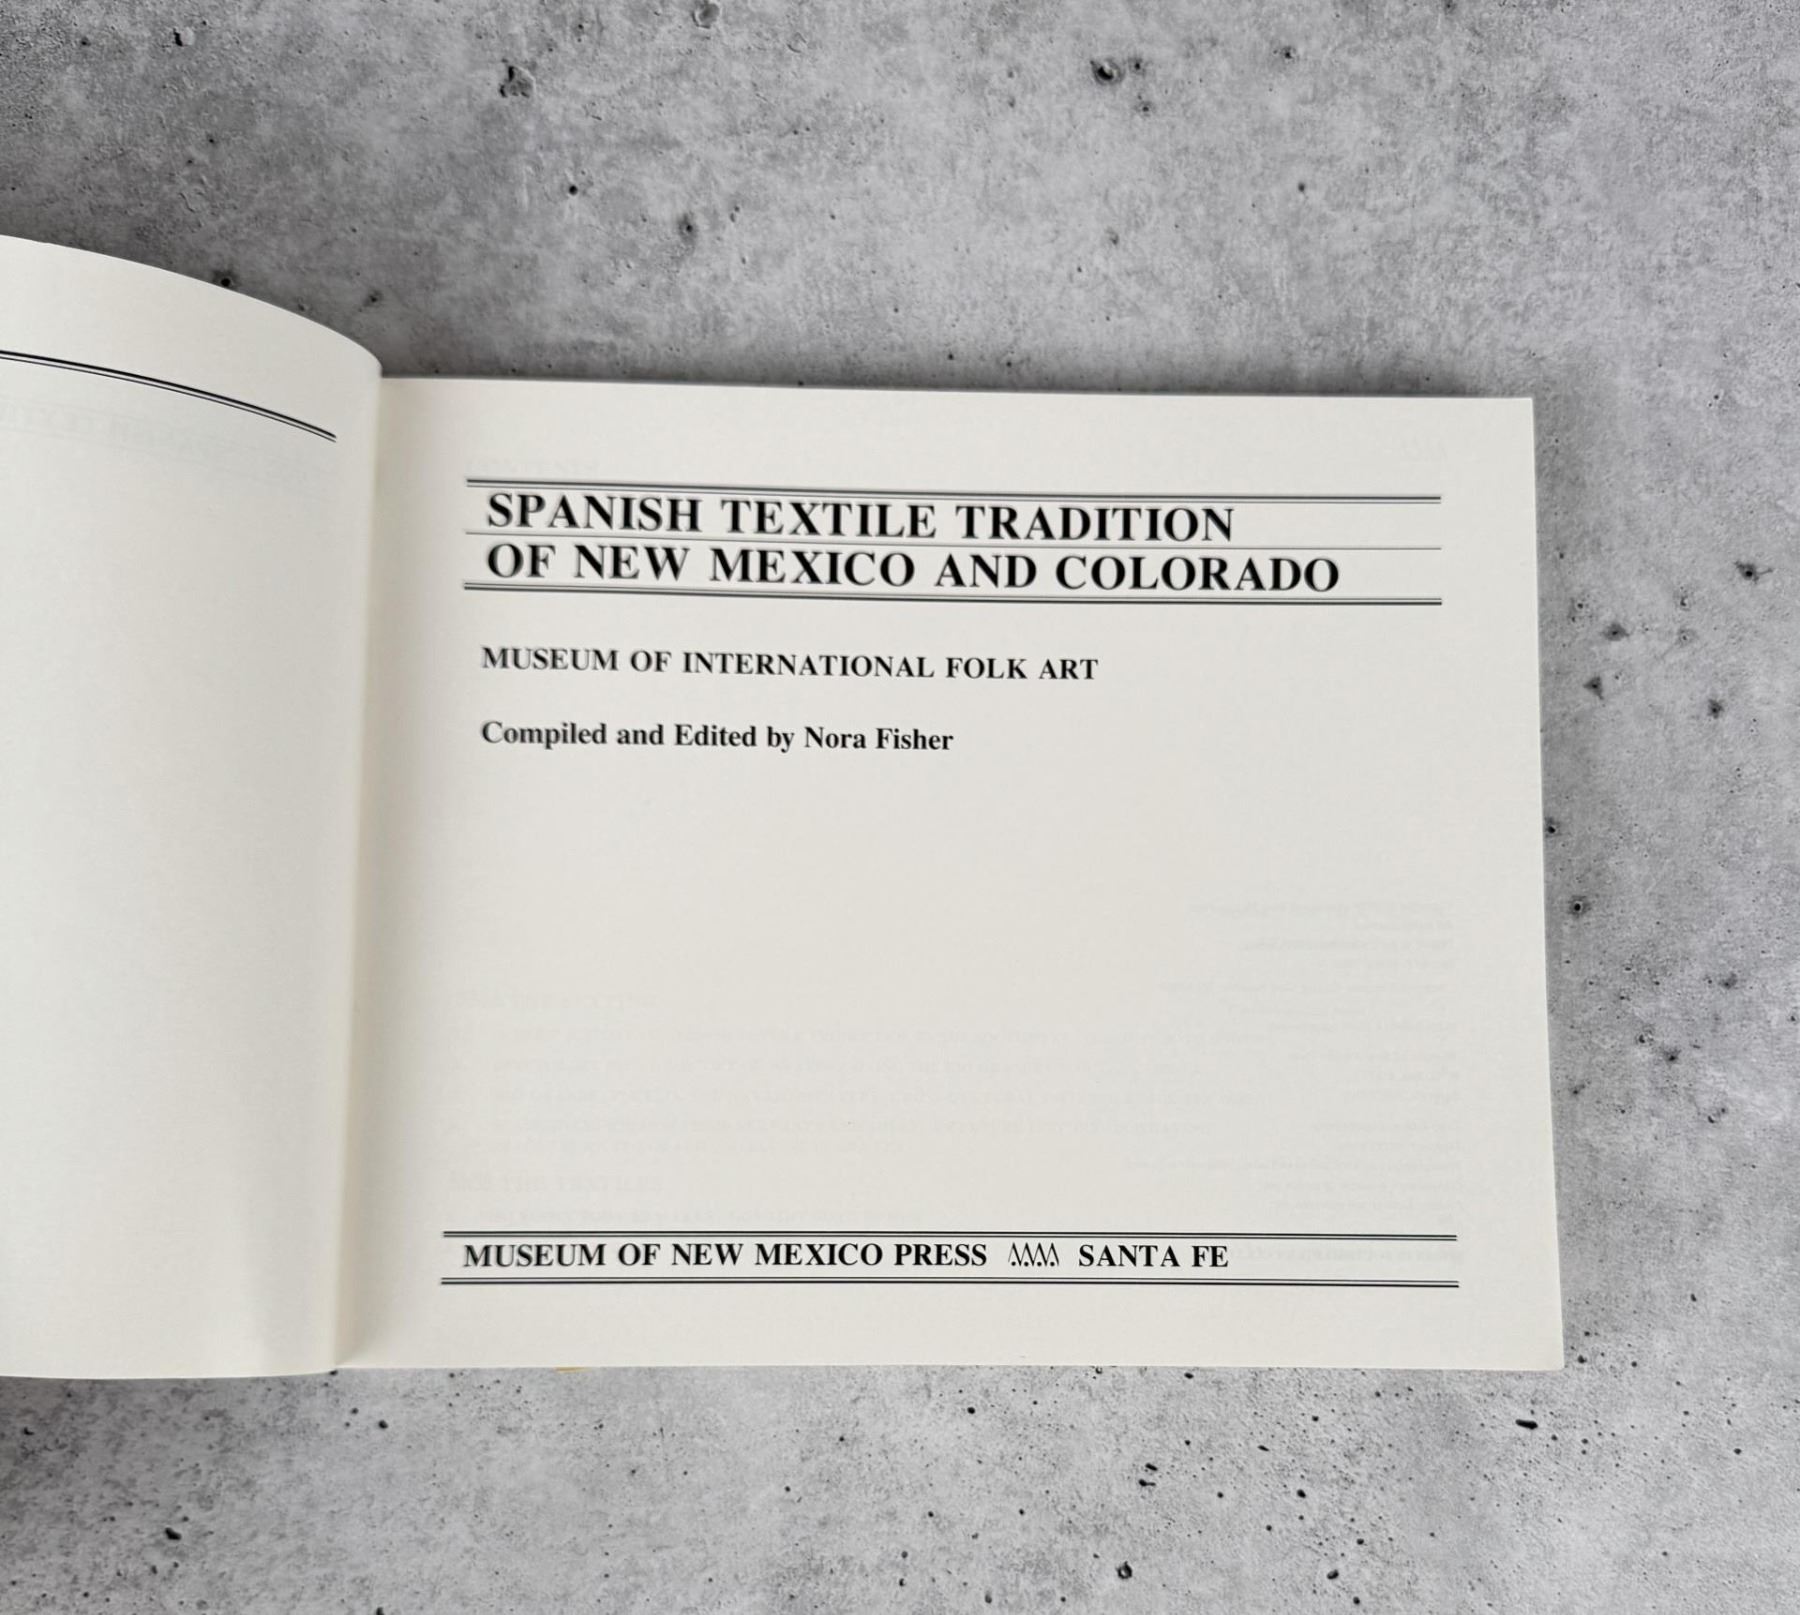 SPANISH TEXTILE TRADITION
OF NEW MEXICO AND COLORADO
MUSEUM OF INTERNATIONAL FOLK ART
Compiled and Edited by Nora Fisher
MUSEUM OF NEW MEXICO PRESS SANTA FE